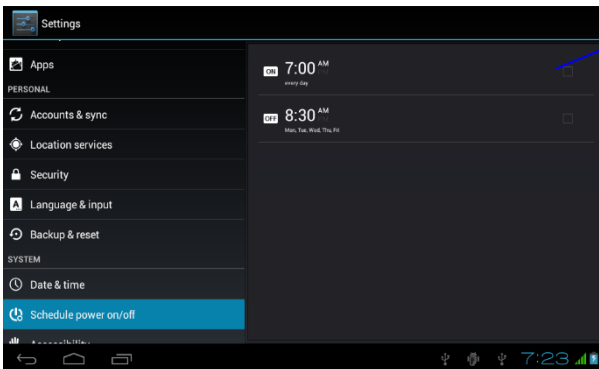 Settings
Apps
PERSONAL
Accounts & sync
Location services
Security
A Language & input
Backup & reset
SYSTEM
Date & time
Schedule power on/off
Accessibility
ON 7:00 AM
every day
OFF 8:30 AM
Mon, Tue, Wed, Thu, Fri
7:23